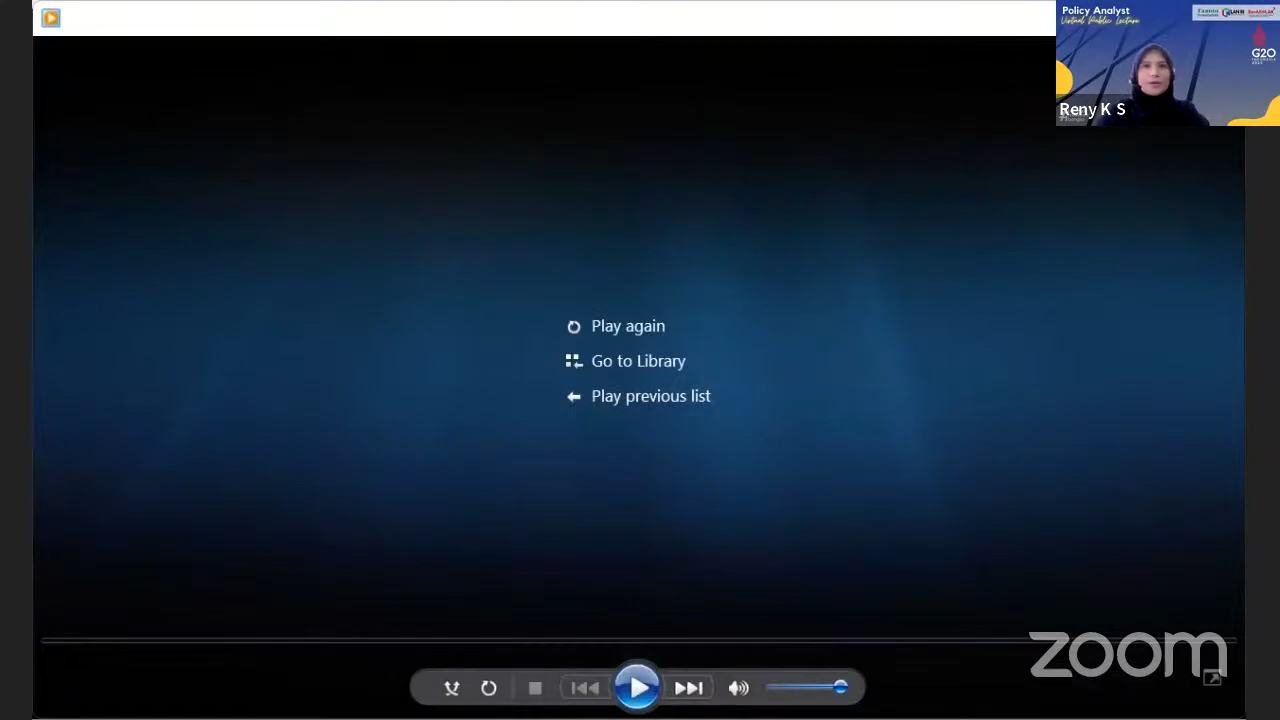 Policy Analyst
Virtual Public Lecture
G20
Reny K S
Play again
Go to Library
Play previous list
zoom